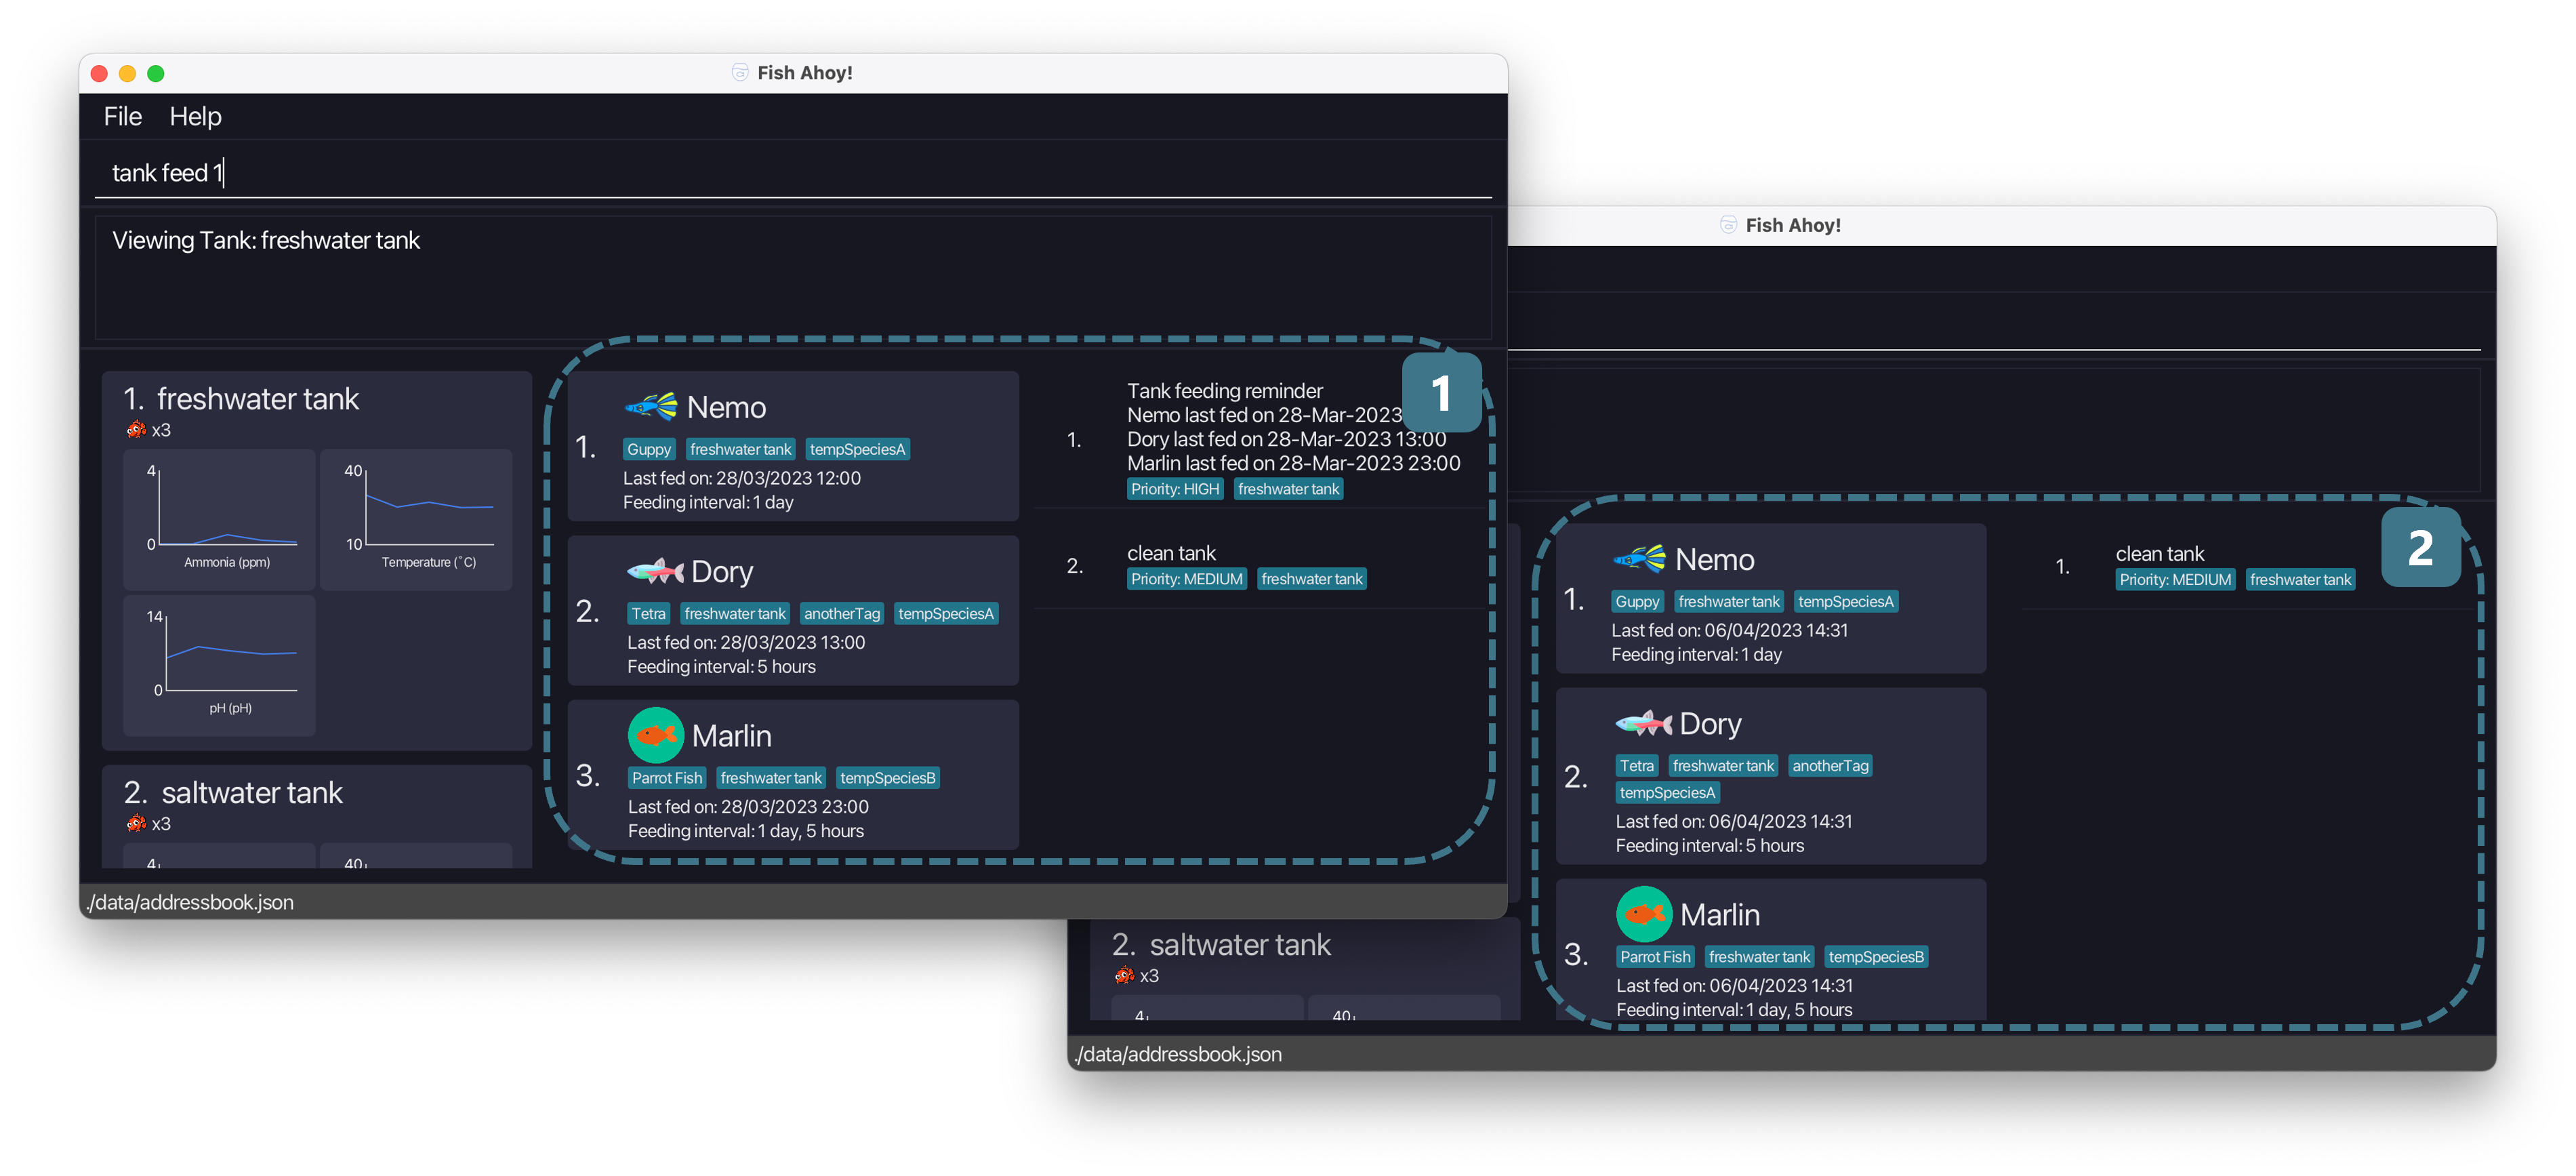 Fish Ahoy!
File Help
tank feed 1
Viewing Tank: freshwater tank
1. freshwater tank
x3
4
0
Ammonia (ppm)
40
10
Temperature (˚C)
14
0
pH (pH)
2. saltwater tank
x3
4
40
1.
Nemo
Guppy freshwater tank tempSpeciesA
Last fed on: 28/03/2023 12:00
Feeding interval: 1 day
2.
Dory
Tetra freshwater tank anotherTag tempSpeciesA
Last fed on: 28/03/2023 13:00
Feeding interval: 5 hours
3.
Marlin
Parrot Fish freshwater tank tempSpeciesB
Last fed on: 28/03/2023 23:00
Feeding interval: 1 day, 5 hours
1
1.
Tank feeding reminder
Nemo last fed on 28-Mar-2023
Dory last fed on 28-Mar-2023 13:00
Marlin last fed on 28-Mar-2023 23:00
Priority: HIGH freshwater tank
2.
clean tank
Priority: MEDIUM freshwater tank
./data/addressbook.json
Fish Ahoy!
2. saltwater tank
x3
4
40
1.
Nemo
Guppy freshwater tank tempSpeciesA
Last fed on: 06/04/2023 14:31
Feeding interval: 1 day
2.
Dory
Tetra freshwater tank anotherTag
tempSpeciesA
Last fed on: 06/04/2023 14:31
Feeding interval: 5 hours
3.
Marlin
Parrot Fish freshwater tank tempSpeciesB
Last fed on: 06/04/2023 14:31
Feeding interval: 1 day, 5 hours
2
1.
clean tank
Priority: MEDIUM freshwater tank
./data/addressbook.json